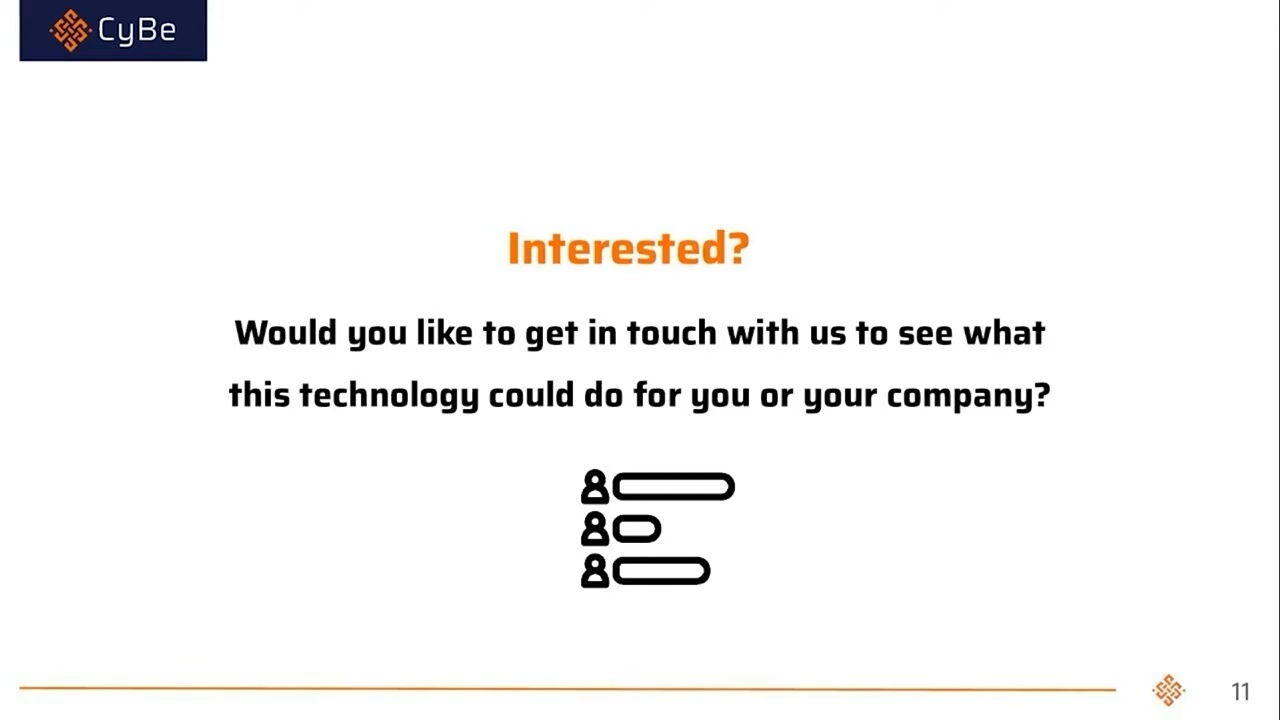 CyBe
Interested?
Would you like to get in touch with us to see what
this technology could do for you or your company?
11